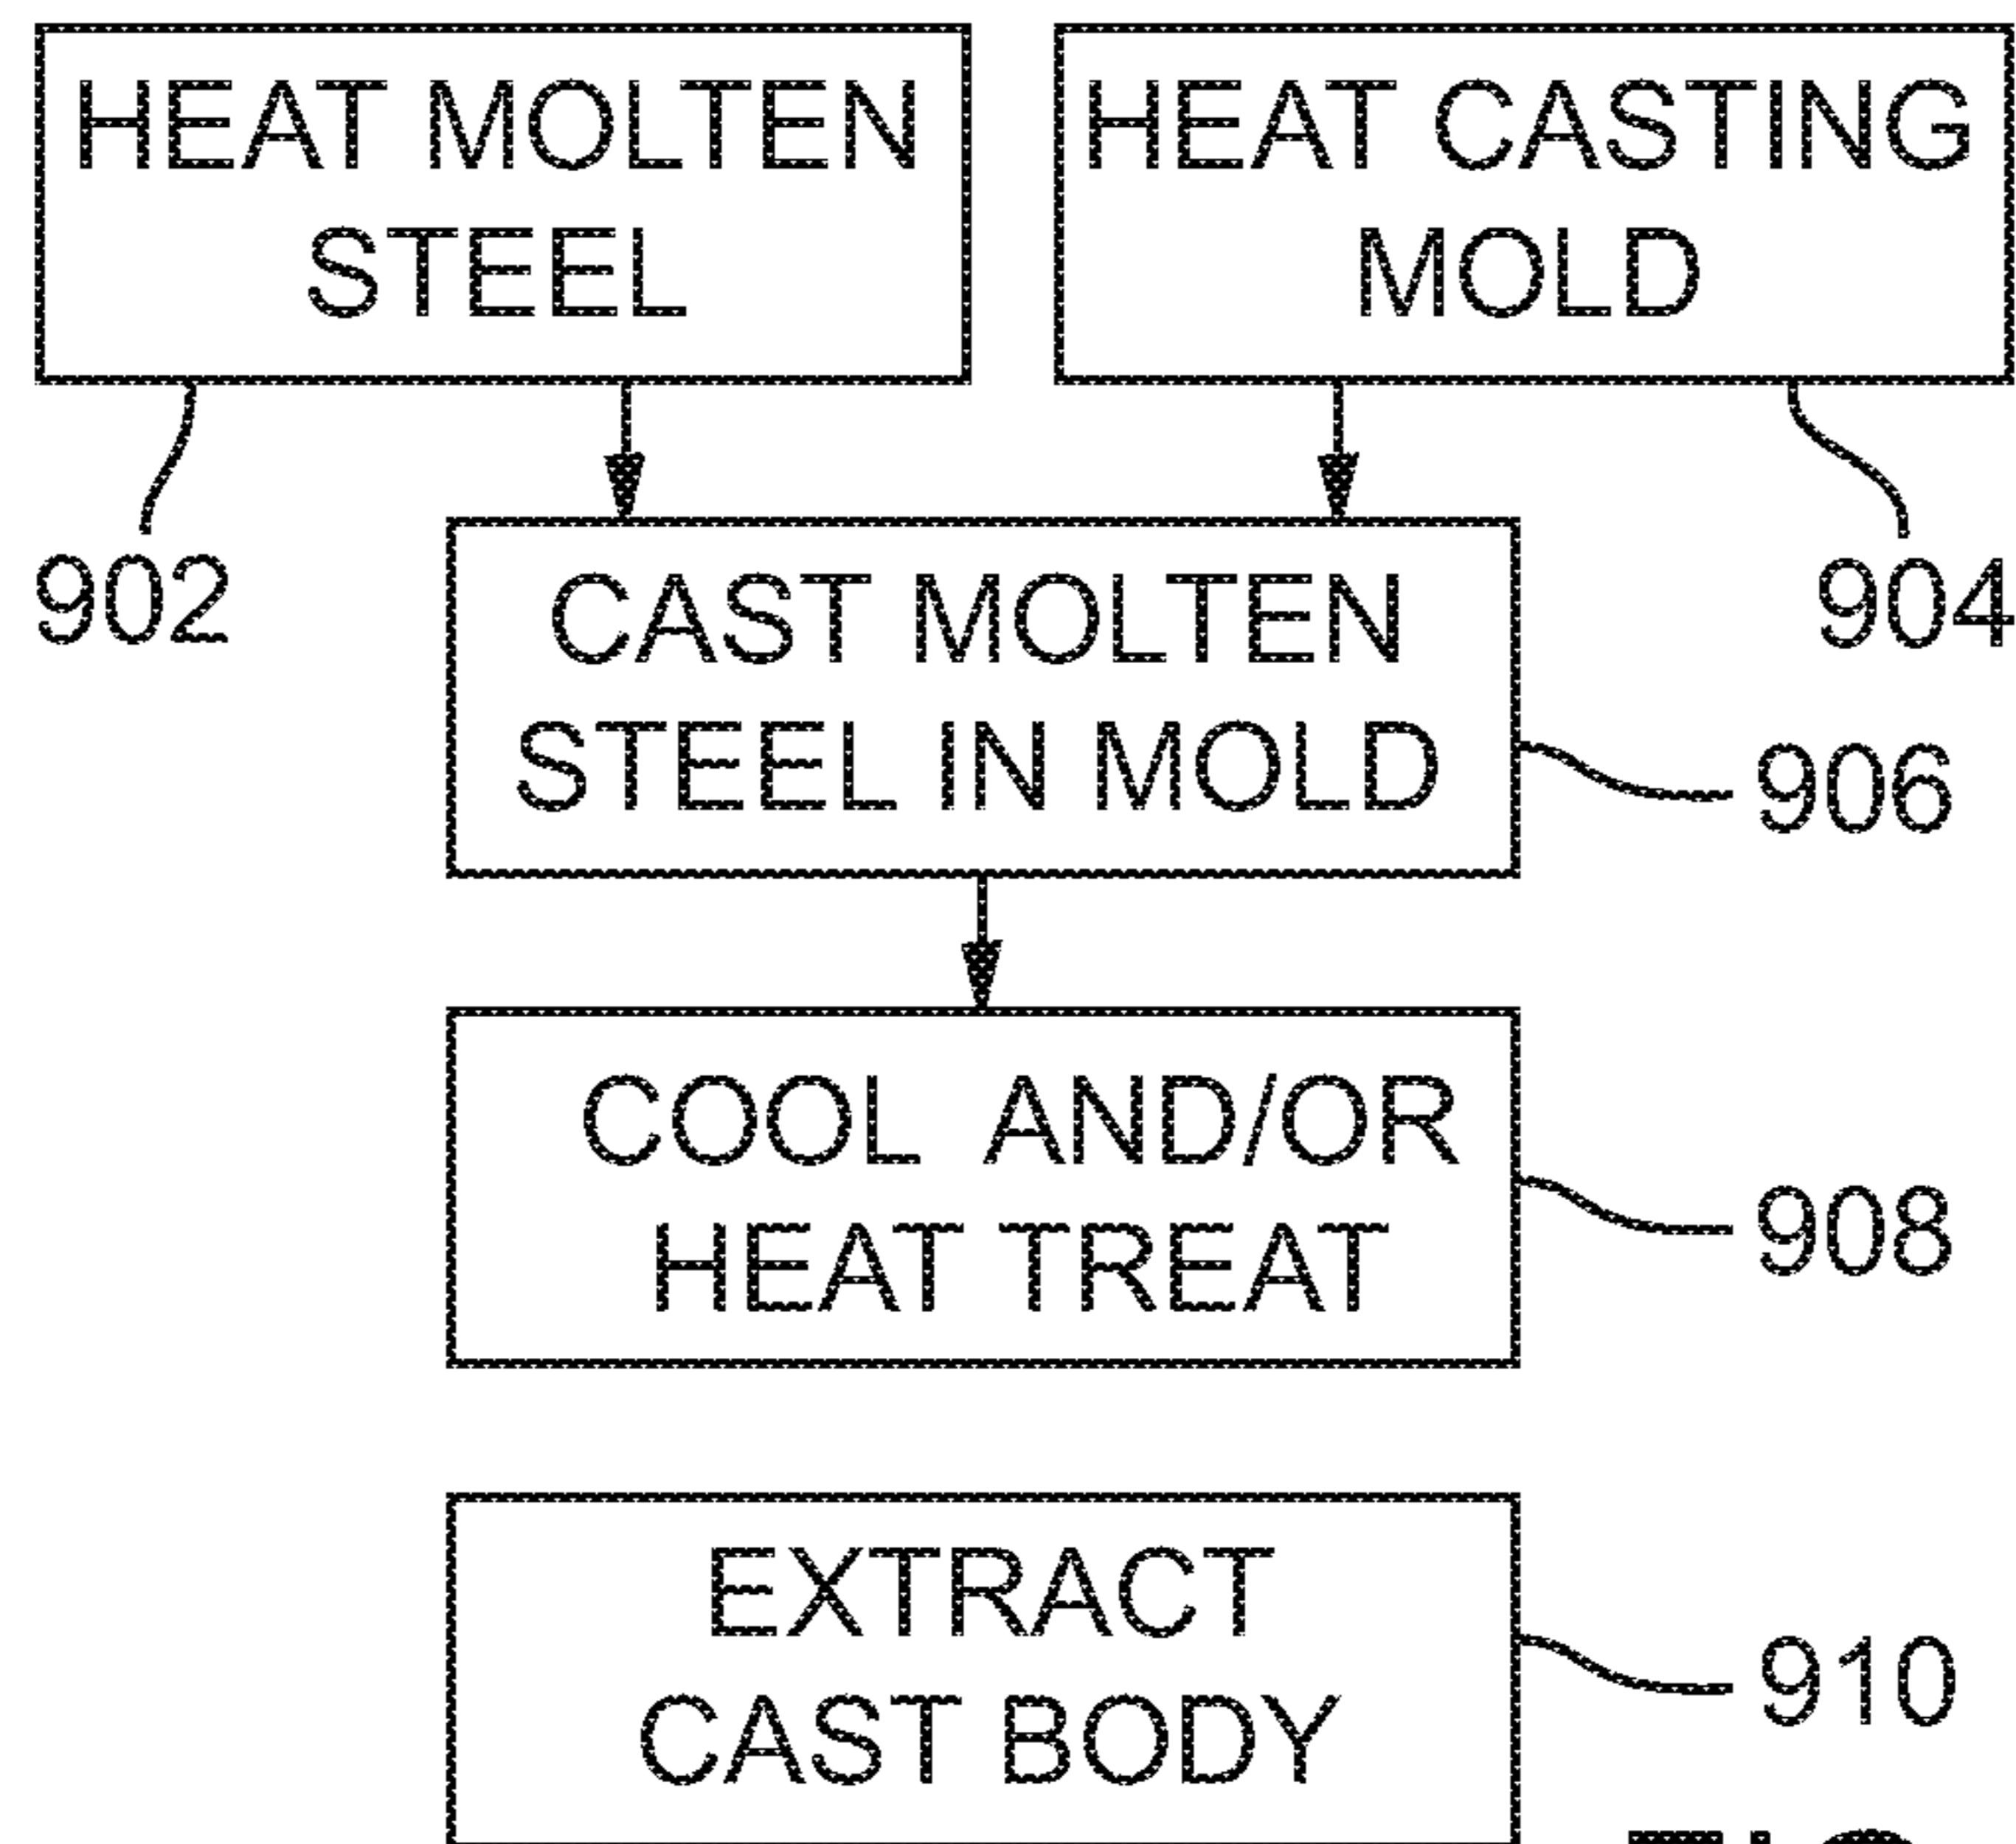 HEAT MOLTEN
STEEL
HEAT CASTING
MOLD
902
904
CAST MOLTEN
STEEL IN MOLD
906
COOL AND/OR
HEAT TREAT
908
EXTRACT
CAST BODY
910